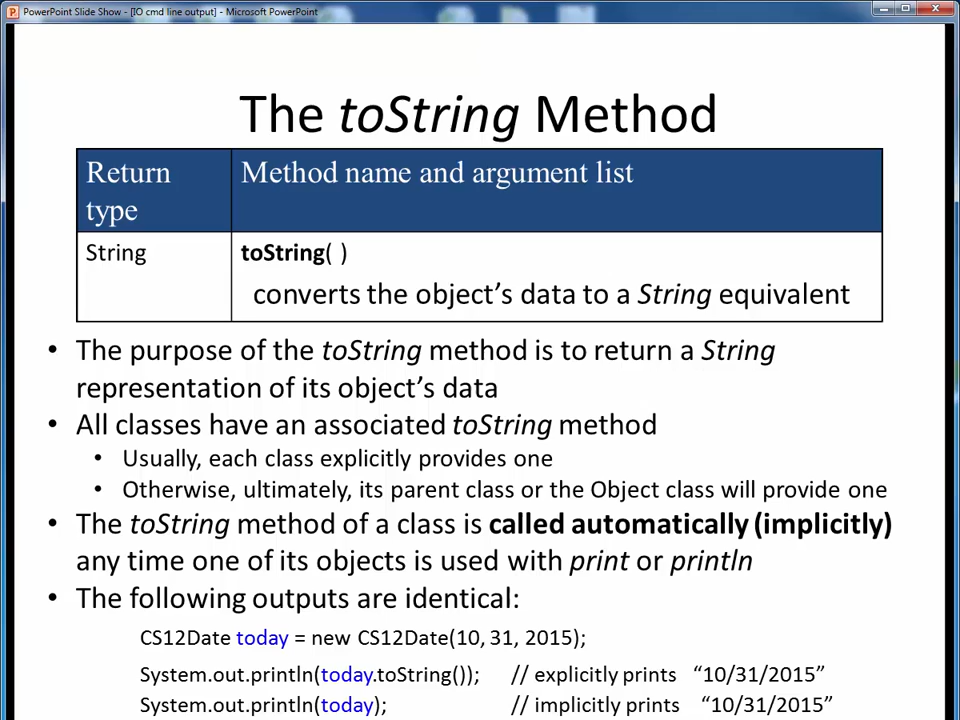 PowerPoint Slide Show - [IO cmd line output] - Microsoft PowerPoint
The toString Method
Return type
Method name and argument list
String
toString( )
converts the object's data to a String equivalent
• The purpose of the toString method is to return a String
representation of its object's data
• All classes have an associated toString method
• Usually, each class explicitly provides one
• Otherwise, ultimately, its parent class or the Object class will provide one
• The toString method of a class is called automatically (implicitly)
any time one of its objects is used with print or println
• The following outputs are identical:
CS12Date today = new CS12Date(10, 31, 2015);
System.out.println(today.toString()); // explicitly prints “10/31/2015”
System.out.println(today); // implicitly prints “10/31/2015”